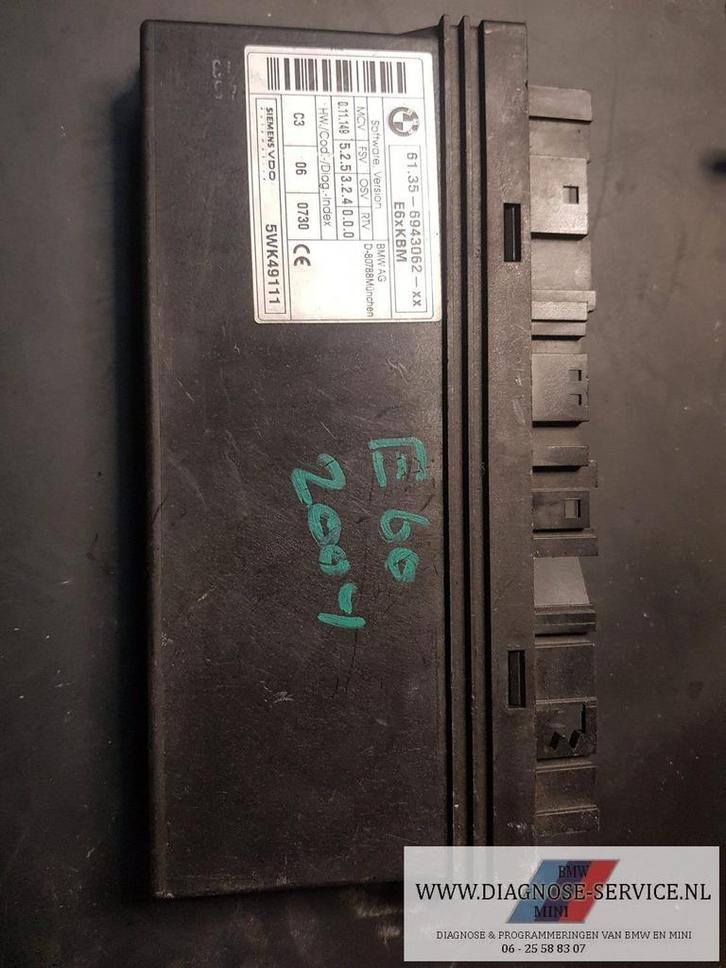 61.35 - 6943062 - xx
E6xKBM
Software Version
MCV FSV OSV RTV
0.11.149 5.2.5 3.2.4 0.0.0
HW/Cod.-/Diag.-Index
C3 06 0730
BMW AG
D-80788 München
CE
SIEMENS VDO
5WK49111
E60
2004
BMW
WWW.DIAGNOSE-SERVICE.NL
MINI
DIAGNOSE & PROGRAMMERINGEN VAN BMW EN MINI
06 - 25 58 83 07